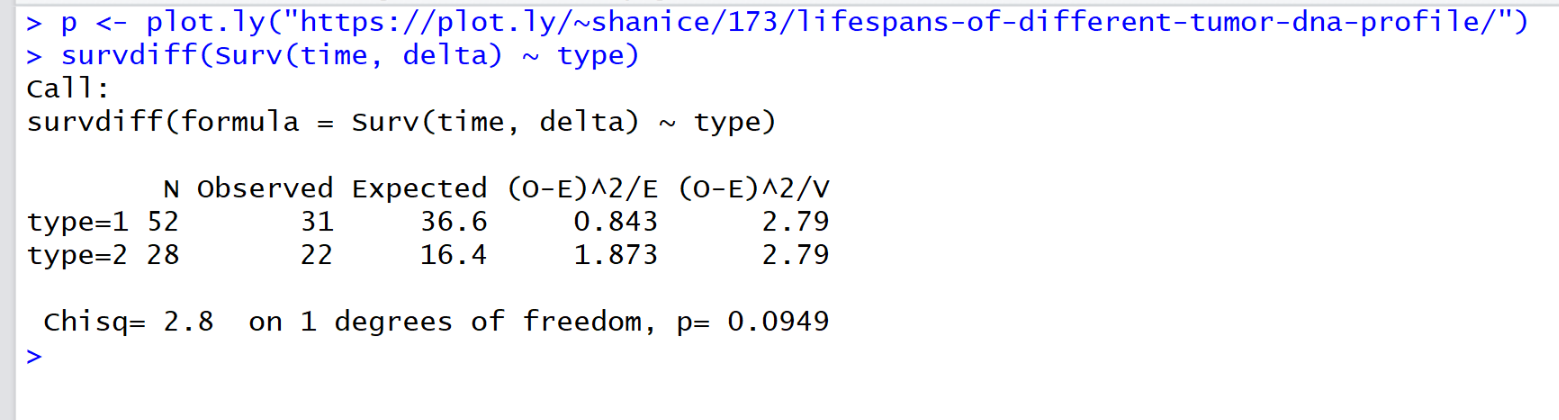 > p <- plot.ly("https://plot.ly/~shanice/173/lifespans-of-different-tumor-dna-profile/")
> survdiff(Surv(time, delta) ~ type)
Call:
survdiff(formula = Surv(time, delta) ~ type)
N Observed Expected (O-E)^2/E (O-E)^2/V
type=1 52 31 36.6 0.843 2.79
type=2 28 22 16.4 1.873 2.79
Chisq= 2.8 on 1 degrees of freedom, p= 0.0949
>